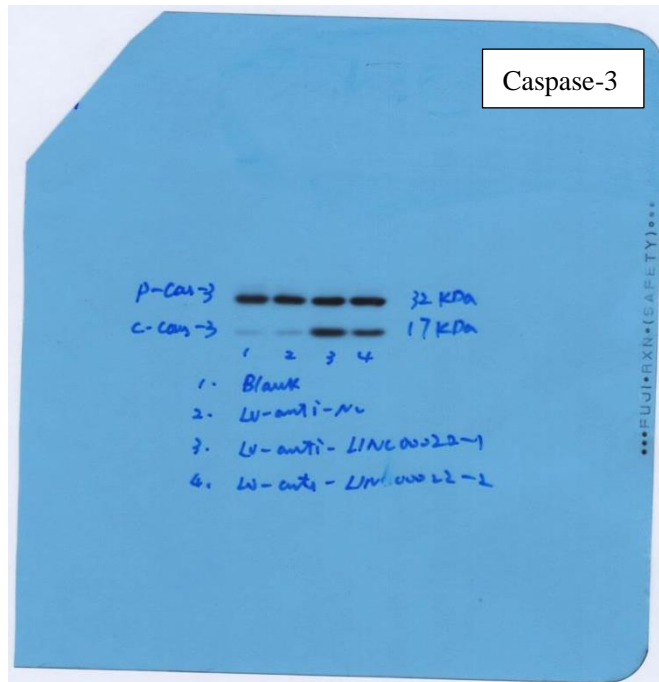 Caspase-3
p-Cas-3 32 KDa
c-cas-3 17 KDa
1 2 3 4
1. Blank
2. Lv-anti-NC
3. Lv-anti-LINC00022-1
4. Lv-anti-LINC00022-2
•••FUJI•RXN•(SAFETY)•••